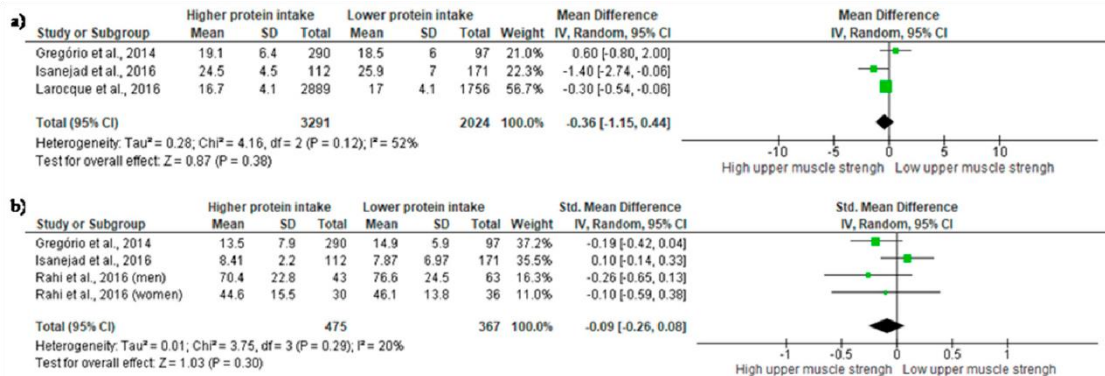 a)
Higher protein intake Lower protein intake Mean Difference Mean Difference
Study or Subgroup Mean SD Total Mean SD Total Weight IV, Random, 95% CI IV, Random, 95% CI
Gregório et al., 2014 19.1 6.4 290 18.5 6 97 21.0% 0.60 [-0.80, 2.00]
Isanejad et al., 2016 24.5 4.5 112 25.9 7 171 22.3% -1.40 [-2.74, -0.06]
Larocque et al., 2016 16.7 4.1 2889 17 4.1 1756 56.7% -0.30 [-0.54, -0.06]
Total (95% CI) 3291 2024 100.0% -0.36 [-1.15, 0.44]
Heterogeneity: Tau² = 0.28; Chi² = 4.16, df = 2 (P = 0.12); I² = 52%
Test for overall effect: Z = 0.87 (P = 0.38)
-10 -5 0 5 10
High upper muscle strengh Low upper muscle strengh
b)
Higher protein intake Lower protein intake Std. Mean Difference Std. Mean Difference
Study or Subgroup Mean SD Total Mean SD Total Weight IV, Random, 95% CI IV, Random, 95% CI
Gregório et al., 2014 13.5 7.9 290 14.9 5.9 97 37.2% -0.19 [-0.42, 0.04]
Isanejad et al., 2016 8.41 2.2 112 7.87 6.97 171 35.5% 0.10 [-0.14, 0.33]
Rahi et al., 2016 (men) 70.4 22.8 43 76.6 24.5 63 16.3% -0.26 [-0.65, 0.13]
Rahi et al., 2016 (women) 44.6 15.5 30 46.1 13.8 36 11.0% -0.10 [-0.59, 0.38]
Total (95% CI) 475 367 100.0% -0.09 [-0.26, 0.08]
Heterogeneity: Tau² = 0.01; Chi² = 3.75, df = 3 (P = 0.29); I² = 20%
Test for overall effect: Z = 1.03 (P = 0.30)
-1 -0.5 0 0.5 1
High upper muscle strengh Low upper muscle strengh